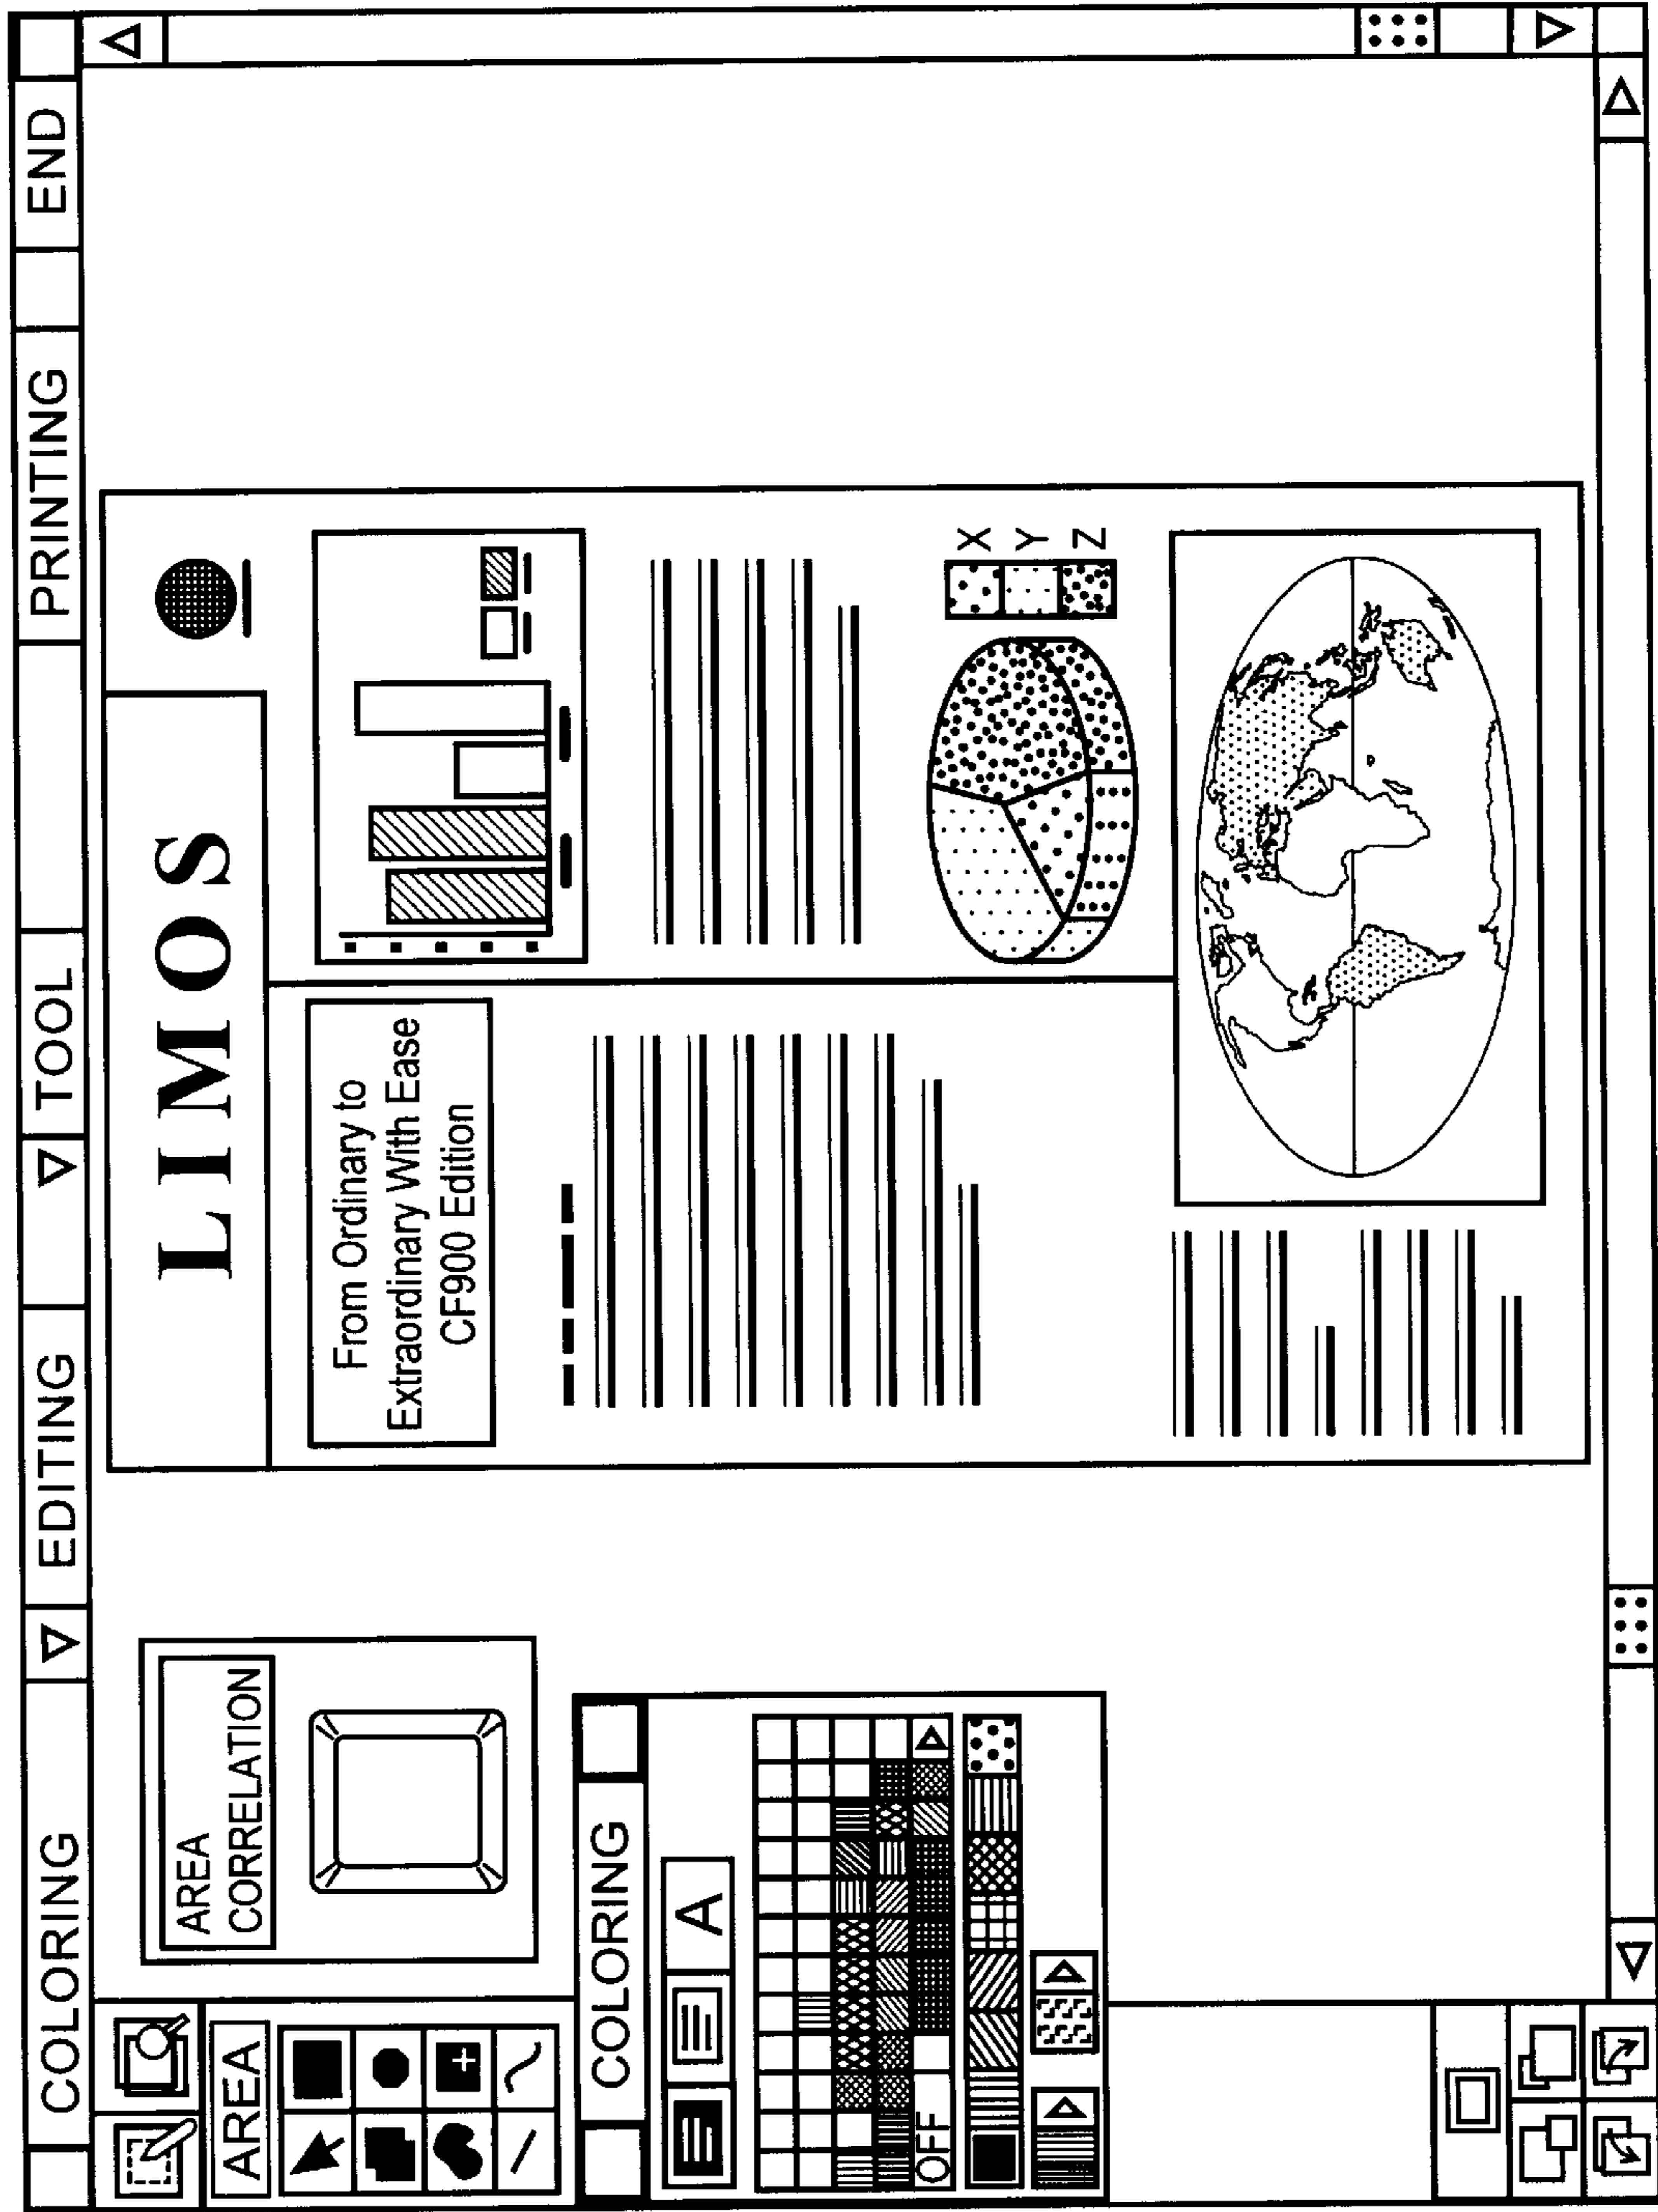 COLORING EDITING TOOL PRINTING END
AREA
AREA
CORRELATION
COLORING
A
OFF
LIMOS
From Ordinary to
Extraordinary With Ease
CF900 Edition
X
Y
Z